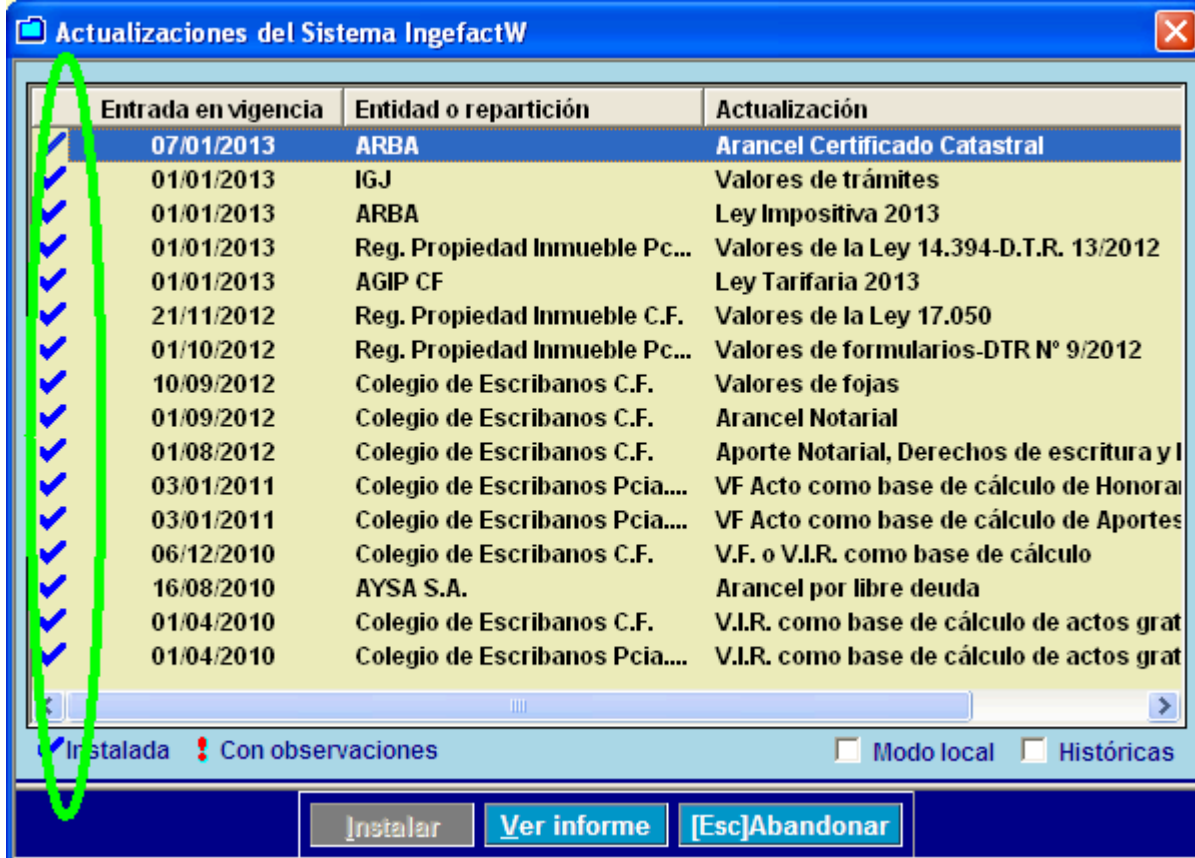 Actualizaciones del Sistema IngefactW
Entrada en vigencia Entidad o repartición Actualización
07/01/2013 ARBA Arancel Certificado Catastral
01/01/2013 IGJ Valores de trámites
01/01/2013 ARBA Ley Impositiva 2013
01/01/2013 Reg. Propiedad Inmueble Pc... Valores de la Ley 14.394-D.T.R. 13/2012
01/01/2013 AGIP CF Ley Tarifaria 2013
21/11/2012 Reg. Propiedad Inmueble C.F. Valores de la Ley 17.050
01/10/2012 Reg. Propiedad Inmueble Pc... Valores de formularios-DTR Nº 9/2012
10/09/2012 Colegio de Escribanos C.F. Valores de fojas
01/09/2012 Colegio de Escribanos C.F. Arancel Notarial
01/08/2012 Colegio de Escribanos C.F. Aporte Notarial, Derechos de escritura y
03/01/2011 Colegio de Escribanos Pcia.... VF Acto como base de cálculo de Honorar
03/01/2011 Colegio de Escribanos Pcia.... VF Acto como base de cálculo de Aportes
06/12/2010 Colegio de Escribanos C.F. V.F. o V.I.R. como base de cálculo
16/08/2010 AYSA S.A. Arancel por libre deuda
01/04/2010 Colegio de Escribanos C.F. V.I.R. como base de cálculo de actos grat
01/04/2010 Colegio de Escribanos Pcia.... V.I.R. como base de cálculo de actos grat
Instalada ! Con observaciones Modo local Históricas
Instalar Ver informe [Esc]Abandonar